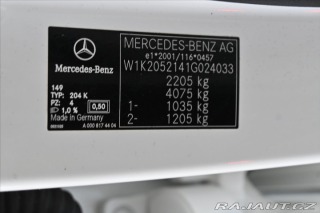 MERCEDES-BENZ AG
e1*2001/116*0457
W1K2052141G024033
2205 kg
4075 kg
1- 1035 kg
2- 1205 kg
Mercedes-Benz
149
TYP: 204 K
PZ: 4 0,50
1,0 %
Made in Germany
A 000 817 44 04
RAJAUT.CZ